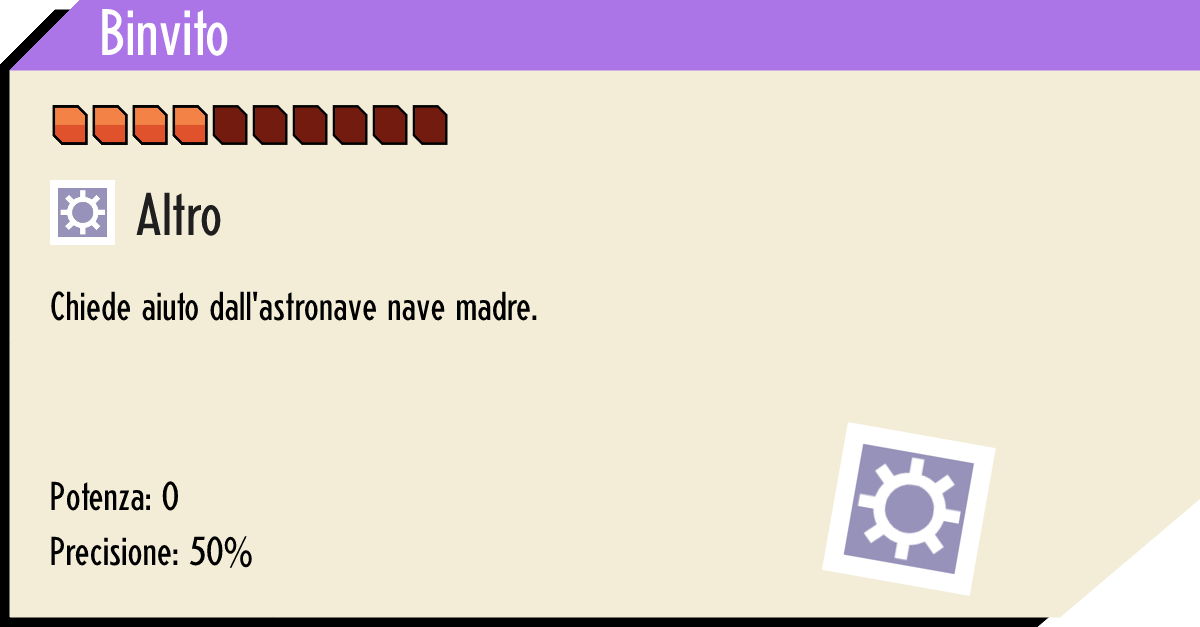 Binvito
Altro
Chiede aiuto dall'astronave nave madre.
Potenza: 0
Precisione: 50%